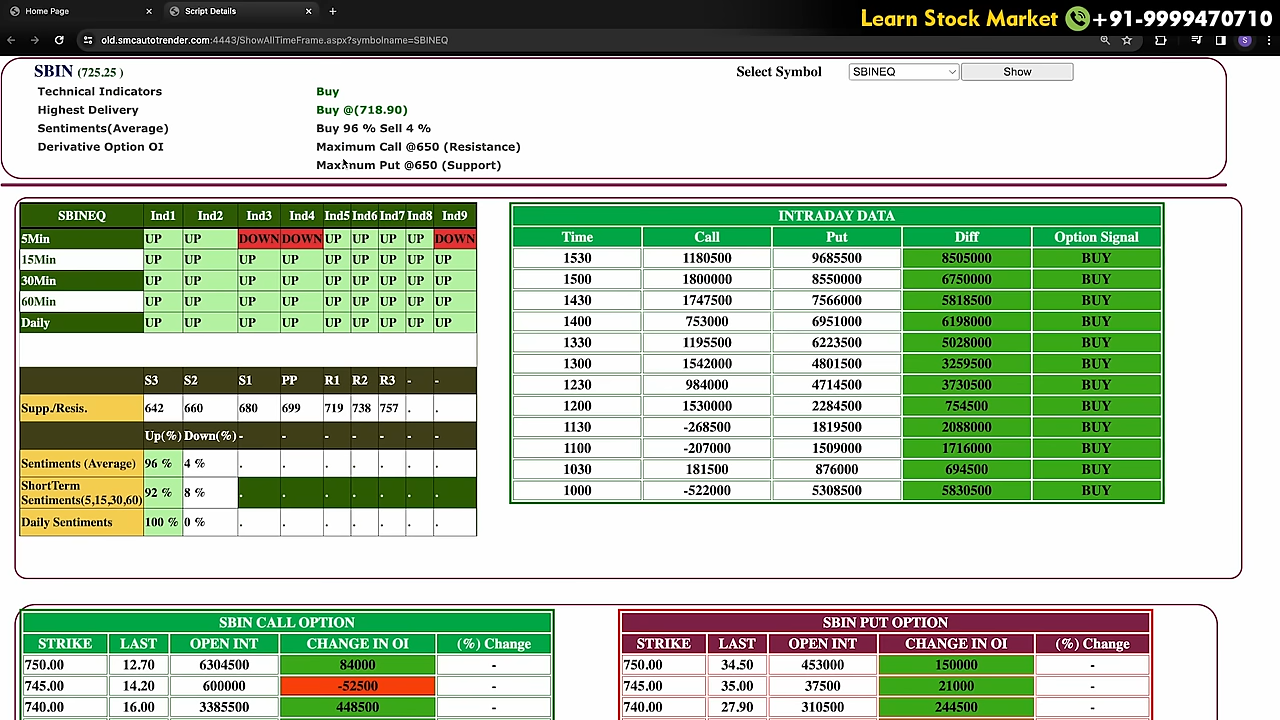 Home Page
Script Details
Learn Stock Market +91-9999470710
old.smcautotrender.com:4443/ShowAllTimeFrame.aspx?symbolname=SBINEQ
S
SBIN (725.25 )
Select Symbol SBINEQ Show
Technical Indicators Buy
Highest Delivery Buy @(718.90)
Sentiments(Average) Buy 96 % Sell 4 %
Derivative Option OI Maximum Call @650 (Resistance)
Maximum Put @650 (Support)
SBINEQ Ind1 Ind2 Ind3 Ind4 Ind5 Ind6 Ind7 Ind8 Ind9
5Min UP UP DOWN DOWN UP UP UP UP DOWN
15Min UP UP UP UP UP UP UP UP UP
30Min UP UP UP UP UP UP UP UP UP
60Min UP UP UP UP UP UP UP UP UP
Daily UP UP UP UP UP UP UP UP UP
S3 S2 S1 PP R1 R2 R3 - -
Supp./Resis. 642 660 680 699 719 738 757 . .
Up(%) Down(%) - - - - - - -
Sentiments (Average) 96 % 4 % . . . . . . .
ShortTerm
Sentiments(5,15,30,60) 92 % 8 % . . . . . . .
Daily Sentiments 100 % 0 % . . . . . . .
INTRADAY DATA
Time Call Put Diff Option Signal
1530 1180500 9685500 8505000 BUY
1500 1800000 8550000 6750000 BUY
1430 1747500 7566000 5818500 BUY
1400 753000 6951000 6198000 BUY
1330 1195500 6223500 5028000 BUY
1300 1542000 4801500 3259500 BUY
1230 984000 4714500 3730500 BUY
1200 1530000 2284500 754500 BUY
1130 -268500 1819500 2088000 BUY
1100 -207000 1509000 1716000 BUY
1030 181500 876000 694500 BUY
1000 -522000 5308500 5830500 BUY
SBIN CALL OPTION
STRIKE LAST OPEN INT CHANGE IN OI (%) Change
750.00 12.70 6304500 84000 -
745.00 14.20 600000 -52500 -
740.00 16.00 3385500 448500 -
SBIN PUT OPTION
STRIKE LAST OPEN INT CHANGE IN OI (%) Change
750.00 34.50 453000 150000 -
745.00 35.00 37500 21000 -
740.00 27.90 310500 244500 -